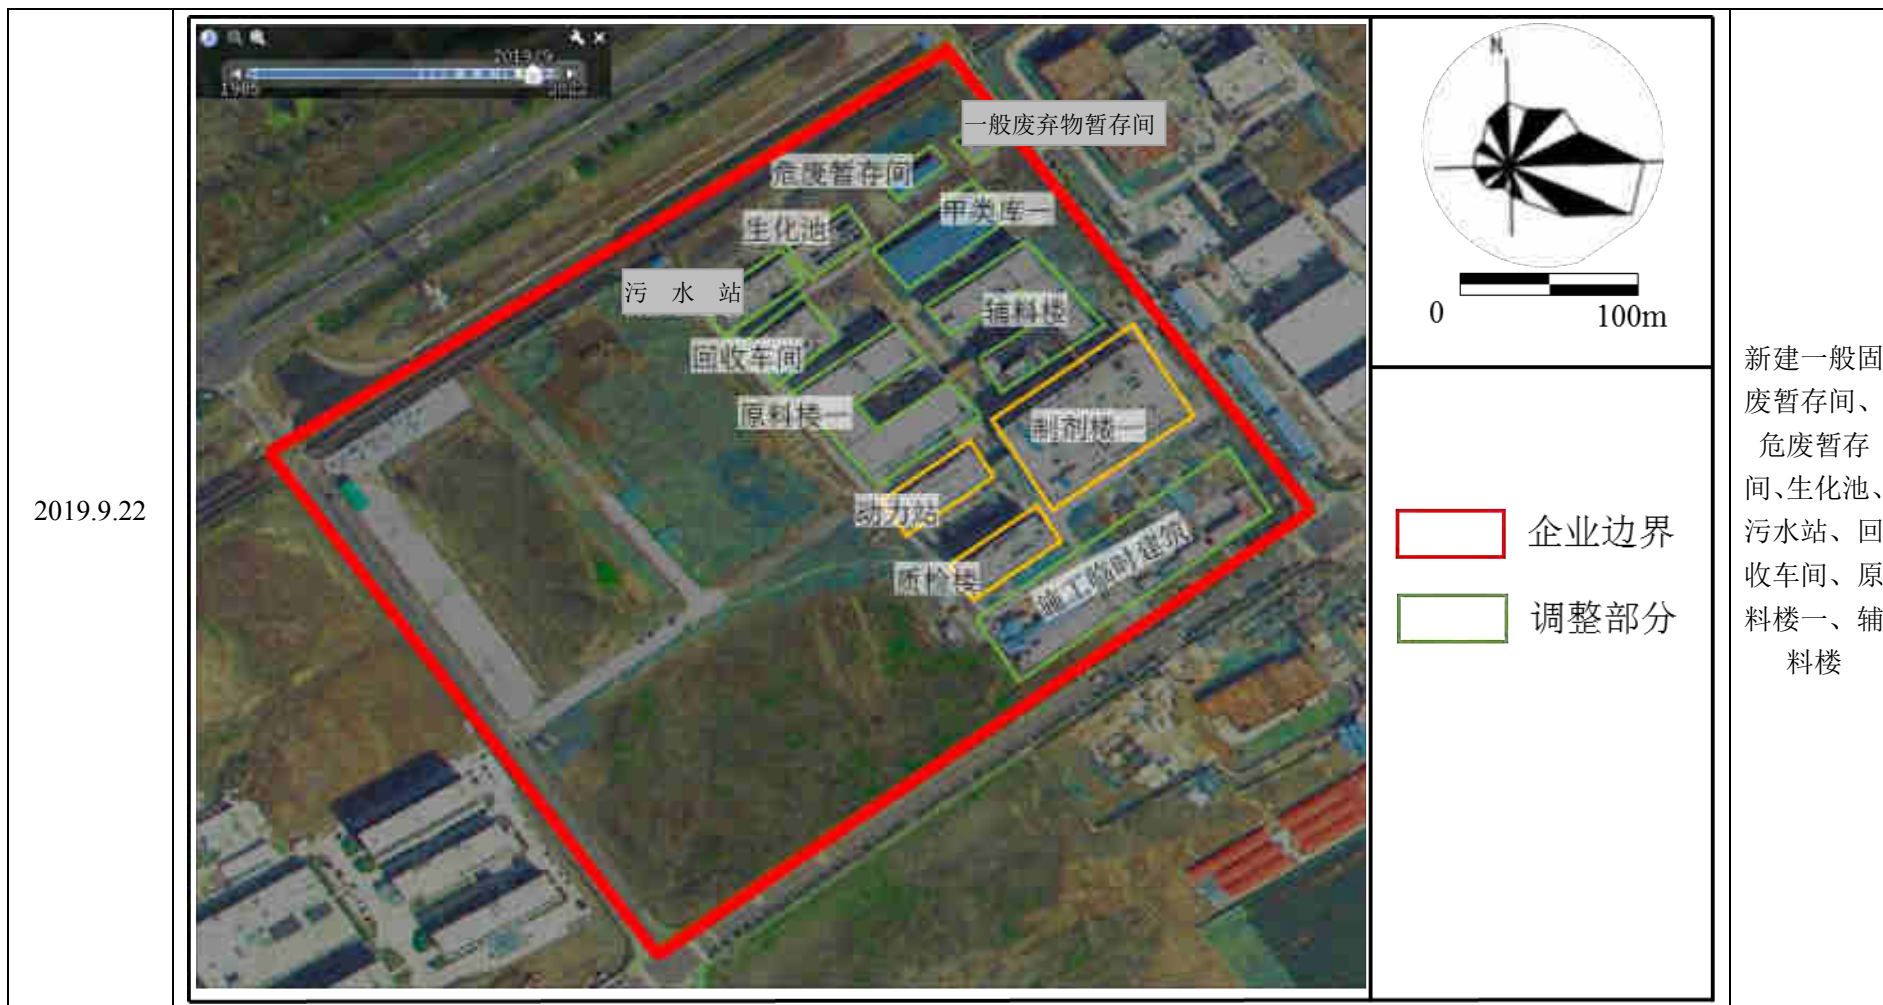 2019.9.22
2019/9
1985
一般废弃物暂存间
危废暂存间
甲类库一
生化池
污 水 站
辅料楼
回收车间
原料楼一
制剂楼一
动力站
质检楼
施工临时建筑
N
0
100m
企业边界
调整部分
新建一般固
废暂存间、
危废暂存
间、生化池、
污水站、回
收车间、原
料楼一、辅
料楼